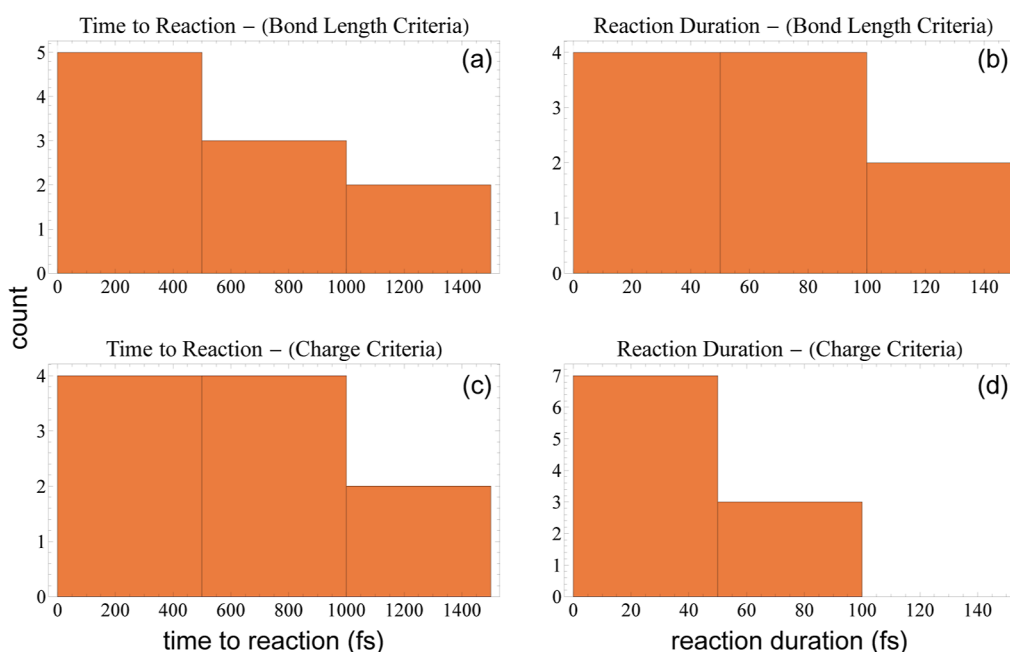 Time to Reaction – (Bond Length Criteria)
(a)
5
4
3
2
1
0
0 200 400 600 800 1000 1200 1400
Reaction Duration – (Bond Length Criteria)
(b)
4
3
2
1
0
0 20 40 60 80 100 120 140
count
Time to Reaction – (Charge Criteria)
(c)
4
3
2
1
0
0 200 400 600 800 1000 1200 1400
time to reaction (fs)
Reaction Duration – (Charge Criteria)
(d)
7
6
5
4
3
2
1
0
0 20 40 60 80 100 120 140
reaction duration (fs)